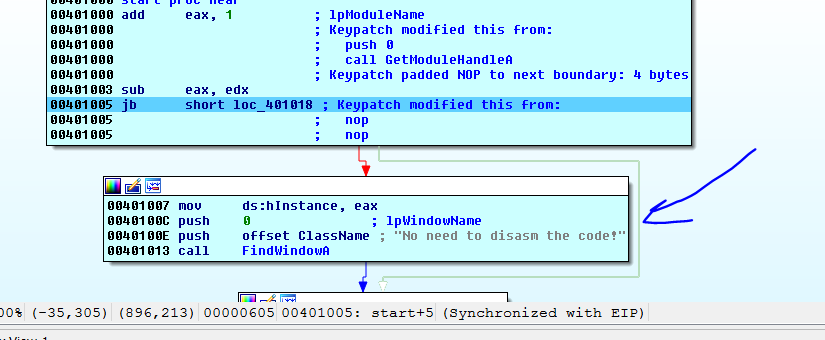 start proc near
00401000 add eax, 1 ; lpModuleName
00401000 ; Keypatch modified this from:
00401000 ; push 0
00401000 ; call GetModuleHandleA
00401000 ; Keypatch padded NOP to next boundary: 4 bytes
00401003 sub eax, edx
00401005 jb short loc_401018 ; Keypatch modified this from:
00401005 ; nop
00401005 ; nop
00401007 mov ds:hInstance, eax
0040100C push 0 ; lpWindowName
0040100E push offset ClassName ; "No need to disasm the code!"
00401013 call FindWindowA
00% (-35,305) (896,213) 00000605 00401005: start+5 (Synchronized with EIP)